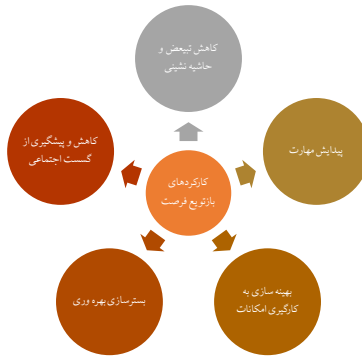 کاهش تبعیض و
حاشیه نشینی
پیدایش مهارت
کاهش و پیشگیری از
گسست اجتماعی
کارکردهای
بازتوزیع فرصت
بهینه سازی به
کارگیری امکانات
بسترسازی بهره وری